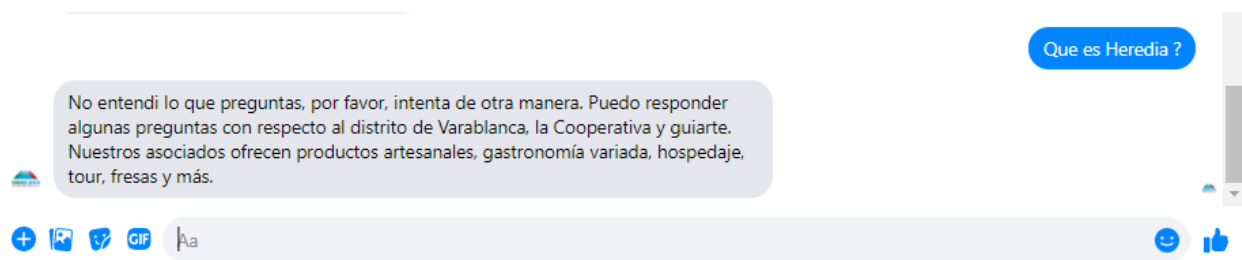 Que es Heredia ?
No entendi lo que preguntas, por favor, intenta de otra manera. Puedo responder
algunas preguntas con respecto al distrito de Varablanca, la Cooperativa y guiarte.
Nuestros asociados ofrecen productos artesanales, gastronomía variada, hospedaje,
tour, fresas y más.
GIF
Aa